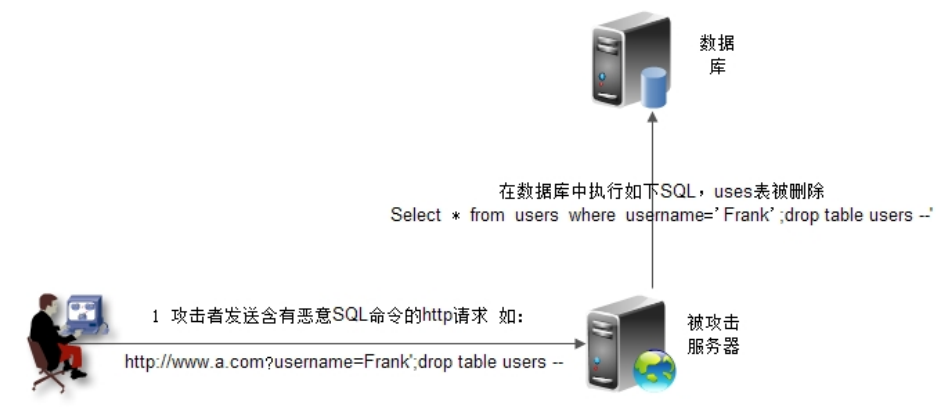 数据
库
在数据库中执行如下SQL，uses表被删除
Select * from users where username='Frank';drop table users --'
1 攻击者发送含有恶意SQL命令的http请求 如：
http://www.a.com?username=Frank';drop table users --
被攻击
服务器